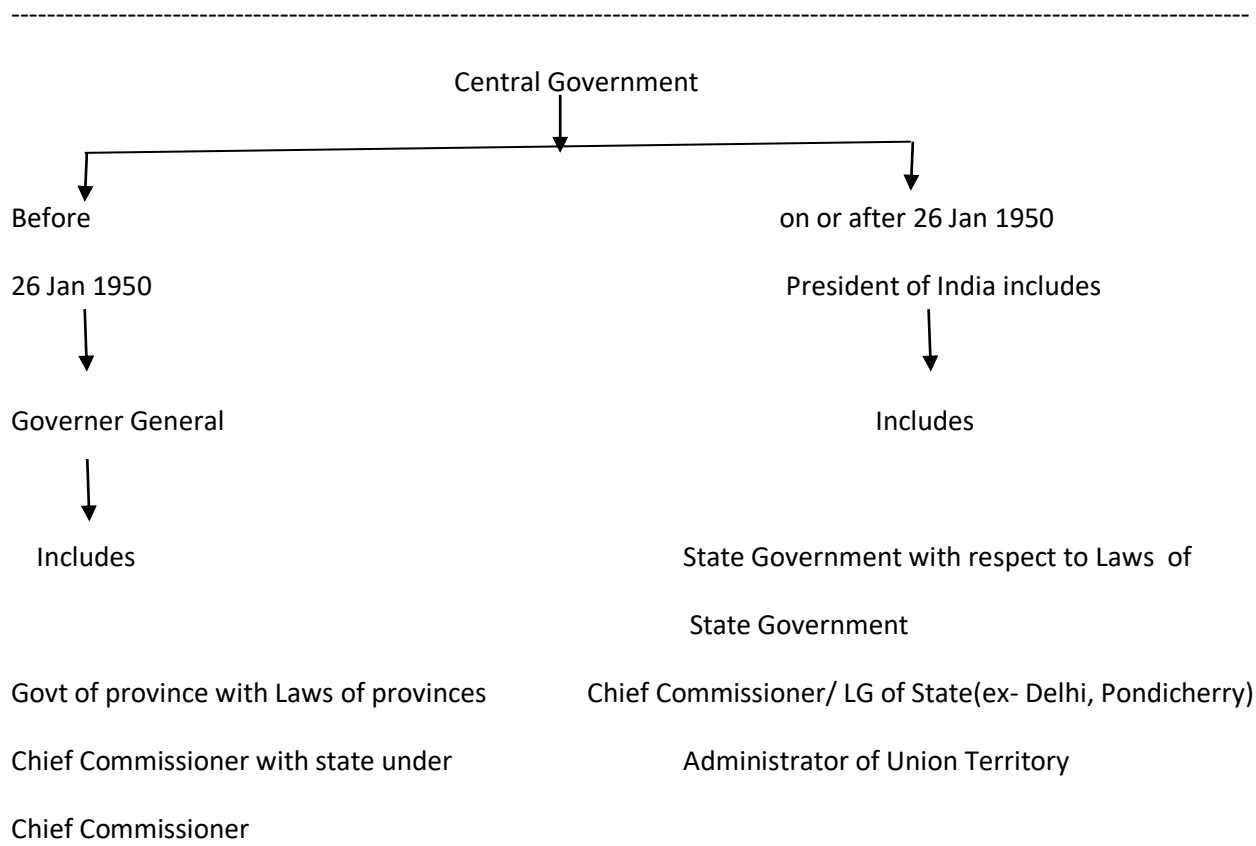 Central Government
Before on or after 26 Jan 1950
26 Jan 1950 President of India includes
Governer General Includes
Includes State Government with respect to Laws of
State Government
Govt of province with Laws of provinces Chief Commissioner/ LG of State(ex- Delhi, Pondicherry)
Chief Commissioner with state under Administrator of Union Territory
Chief Commissioner